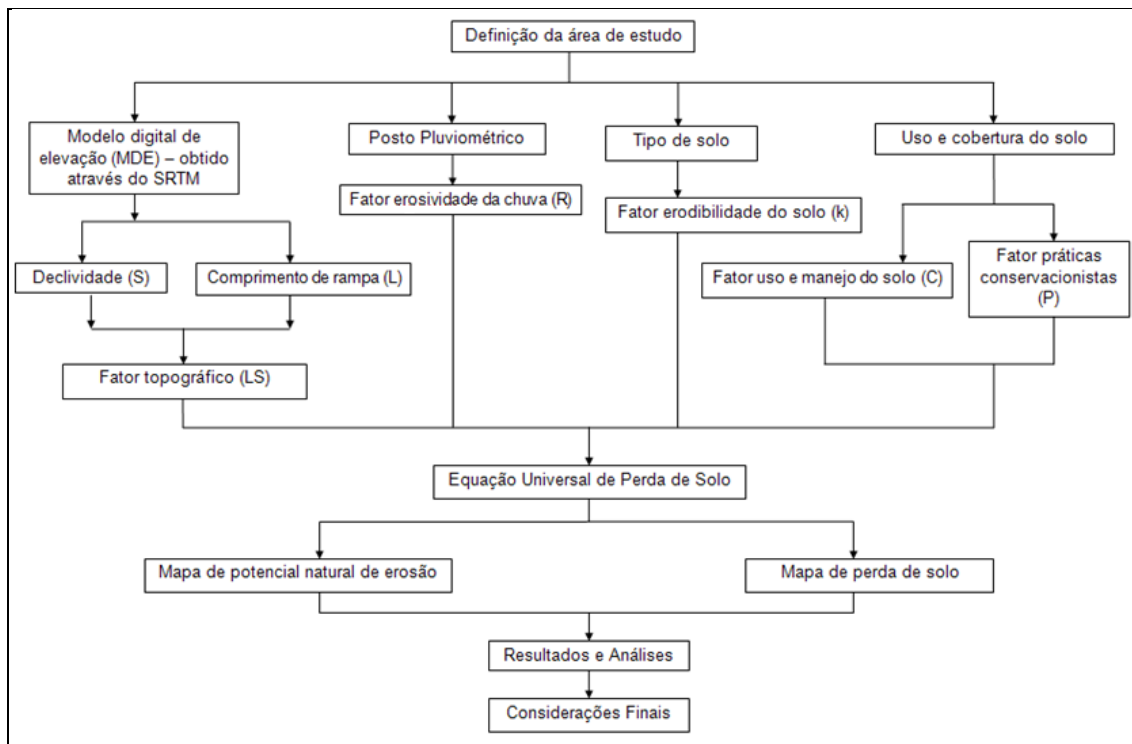 Definição da área de estudo
Modelo digital de
elevação (MDE) – obtido
através do SRTM
Posto Pluviométrico
Tipo de solo
Uso e cobertura do solo
Fator erosividade da chuva (R)
Fator erodibilidade do solo (k)
Declividade (S)
Comprimento de rampa (L)
Fator uso e manejo do solo (C)
Fator práticas
conservacionistas
(P)
Fator topográfico (LS)
Equação Universal de Perda de Solo
Mapa de potencial natural de erosão
Mapa de perda de solo
Resultados e Análises
Considerações Finais